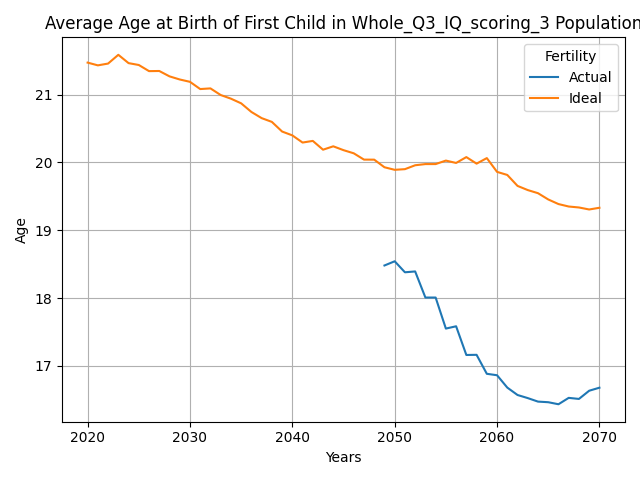 Average Age at Birth of First Child in Whole_Q3_IQ_scoring_3 Population
Fertility
Actual
Ideal
Age
21
20
19
18
17
2020 2030 2040 2050 2060 2070
Years